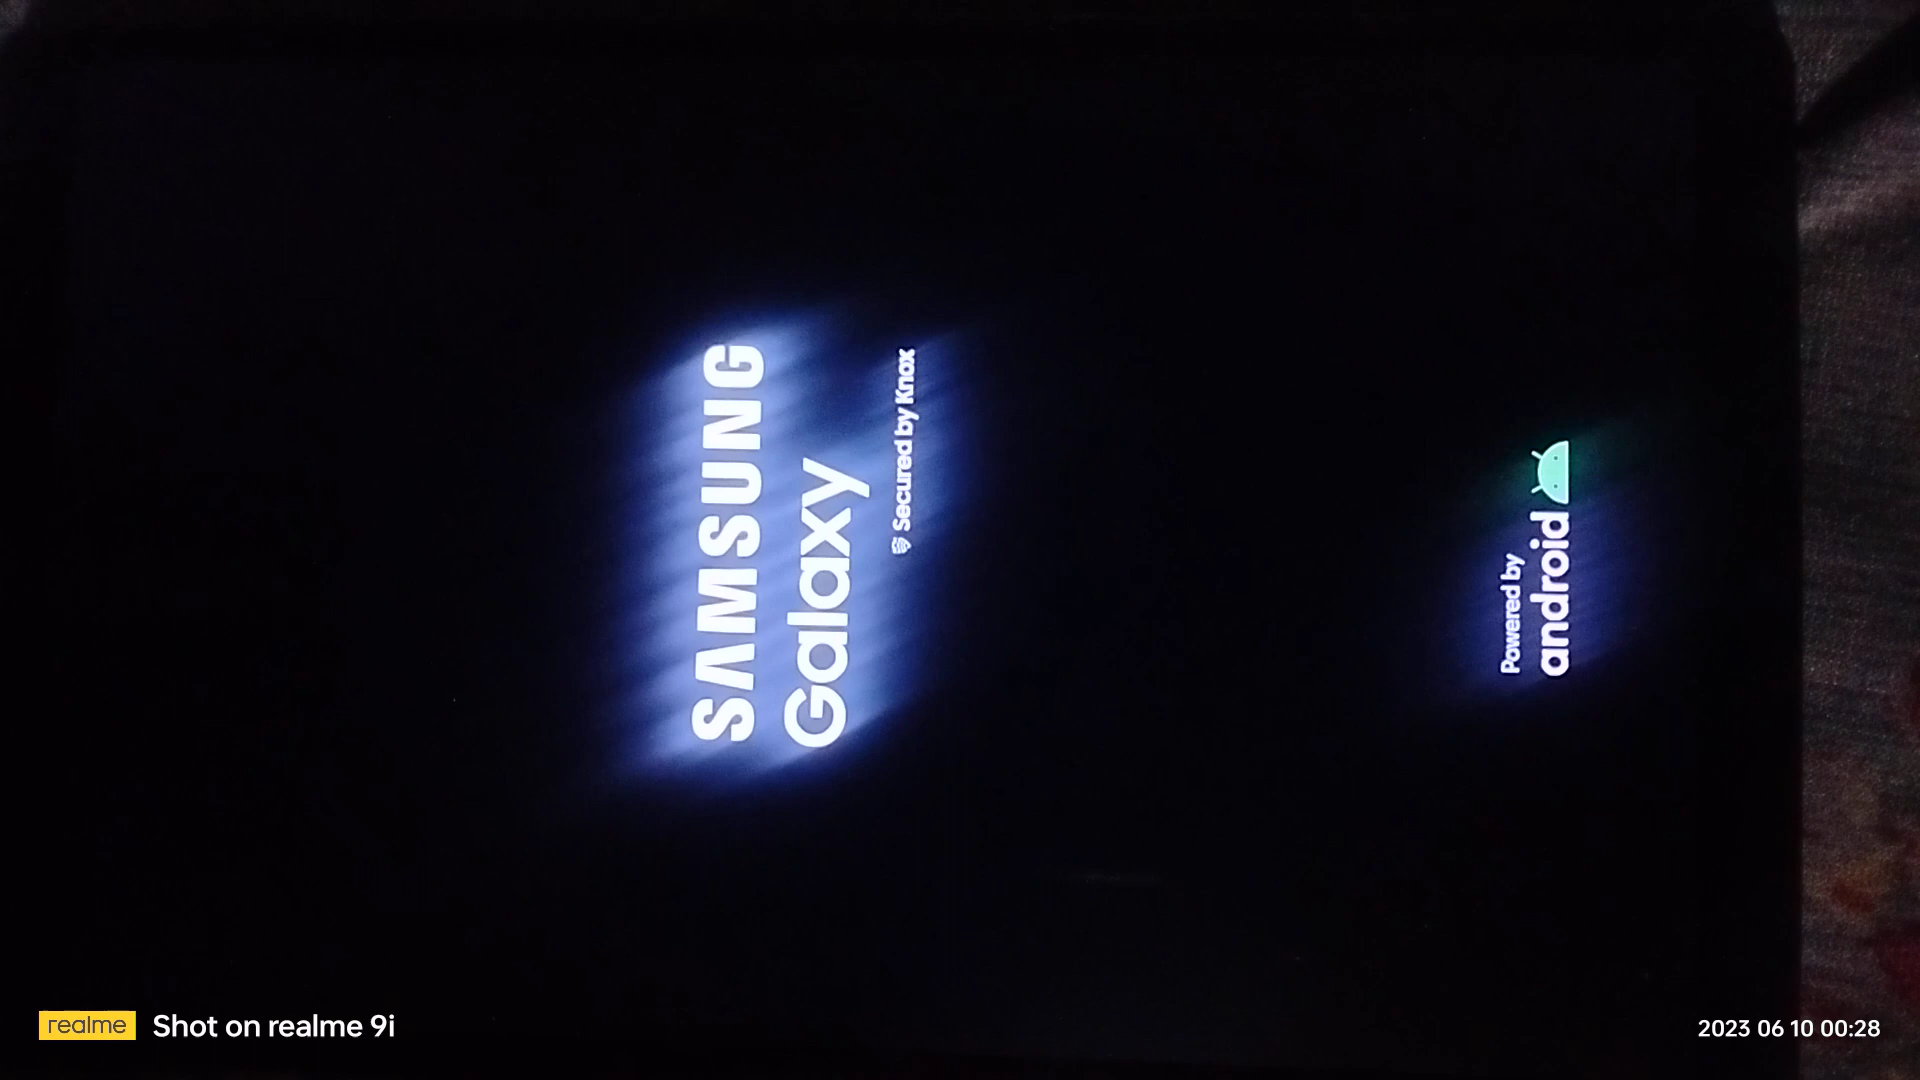 SAMSUNG
Galaxy
Secured by Knox
Powered by
android
realme Shot on realme 9i
2023 06 10 00:28